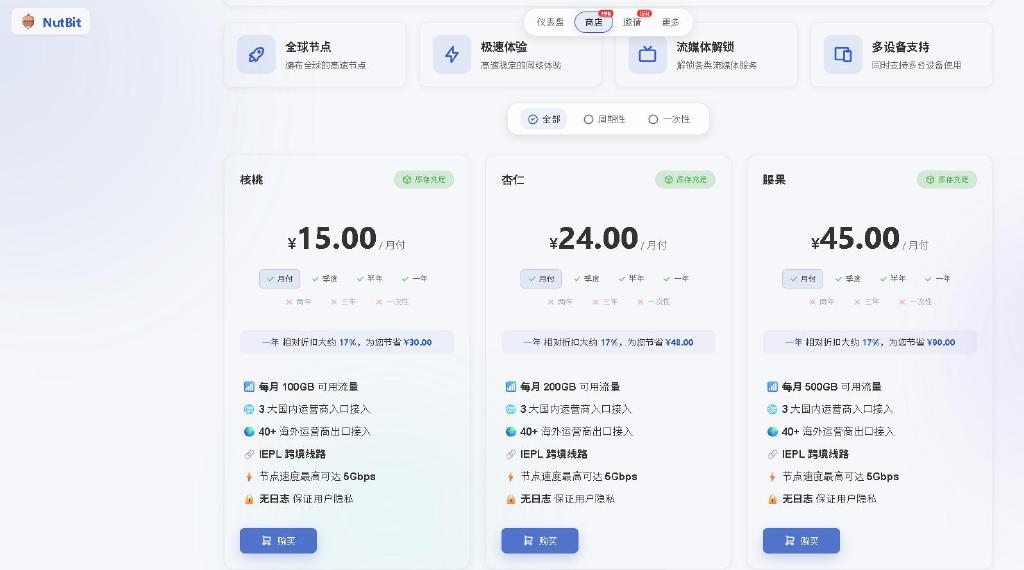 NutBit
仪表盘 商店 邀请 更多
全球节点
遍布全球的高速节点
极速体验
高速稳定的网络体验
流媒体解锁
解锁各类流媒体服务
多设备支持
同时支持多台设备使用
全部 周期性 一次性
核桃
库存充足
¥15.00 / 月付
月付 季度 半年 一年
两年 三年 一次性
一年 相对折扣大约 17%，为您节省 ¥30.00
每月 100GB 可用流量
3 大国内运营商入口接入
40+ 海外运营商出口接入
IEPL 跨境线路
节点速度最高可达 5Gbps
无日志 保证用户隐私
购买
杏仁
库存充足
¥24.00 / 月付
月付 季度 半年 一年
两年 三年 一次性
一年 相对折扣大约 17%，为您节省 ¥48.00
每月 200GB 可用流量
3 大国内运营商入口接入
40+ 海外运营商出口接入
IEPL 跨境线路
节点速度最高可达 5Gbps
无日志 保证用户隐私
购买
腰果
库存充足
¥45.00 / 月付
月付 季度 半年 一年
两年 三年 一次性
一年 相对折扣大约 17%，为您节省 ¥90.00
每月 500GB 可用流量
3 大国内运营商入口接入
40+ 海外运营商出口接入
IEPL 跨境线路
节点速度最高可达 5Gbps
无日志 保证用户隐私
购买